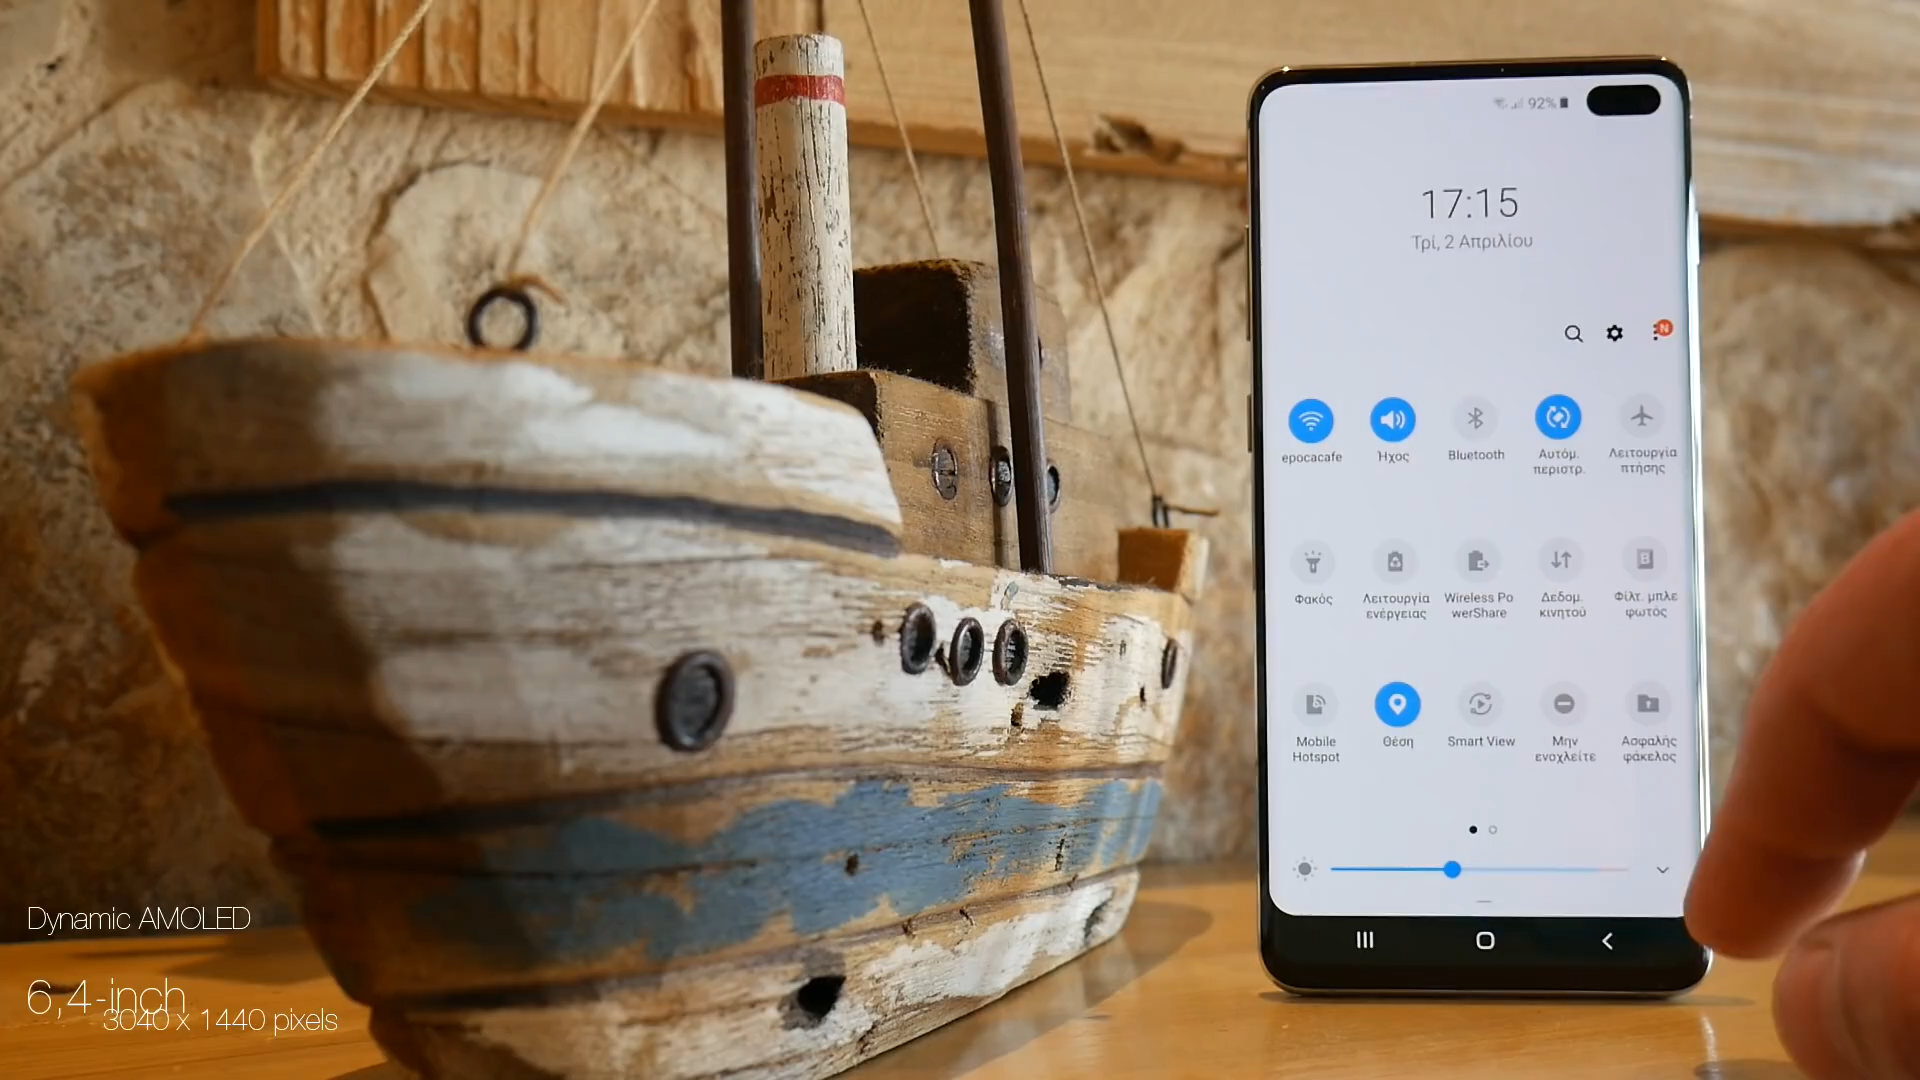 92%
17:15
Τρί, 2 Απριλίου
N
epocacafe
Ήχος
Bluetooth
Αυτόμ.
περιστρ.
Λειτουργία
πτήσης
Φακός
Λειτουργία
ενέργειας
Wireless Po
werShare
Δεδομ.
κινητού
Φίλτ. μπλε
φωτός
Mobile
Hotspot
Θέση
Smart View
Μην
ενοχλείτε
Ασφαλής
φάκελος
Dynamic AMOLED
6,4-inch
3040 x 1440 pixels